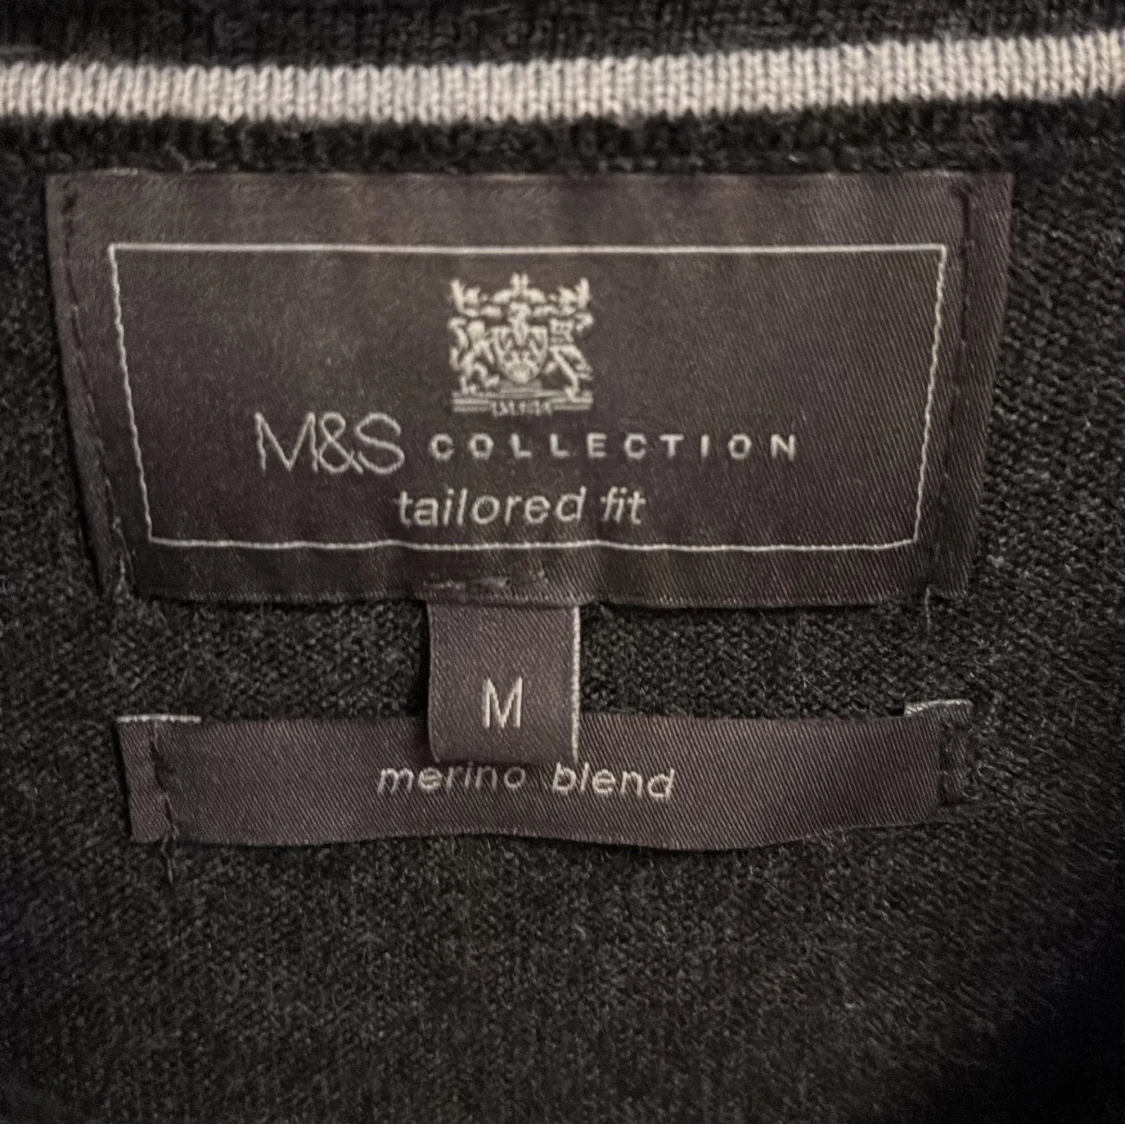 M&S COLLECTION
tailored fit
M
merino blend